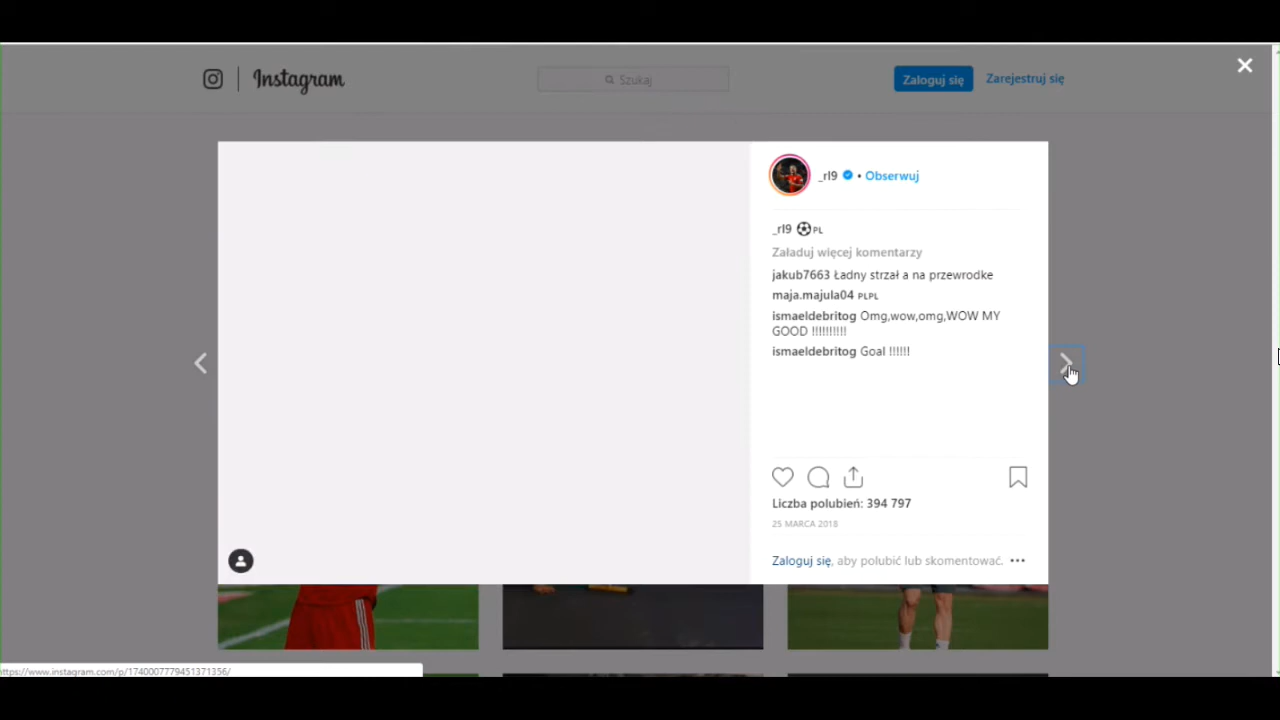 Instagram
Szukaj
Zaloguj się
Zarejestruj się
_rl9 • Obserwuj
_rl9 ⚽PL
Załaduj więcej komentarzy
jakub7663 Ładny strzał a na przewrodke
maja.majula04 PLPL
ismaeldebritog Omg,wow,omg,WOW MY
GOOD !!!!!!!!!!
ismaeldebritog Goal !!!!!!
Liczba polubień: 394 797
25 MARCA 2018
Zaloguj się, aby polubić lub skomentować.
https://www.instagram.com/p/1740007779451371356/